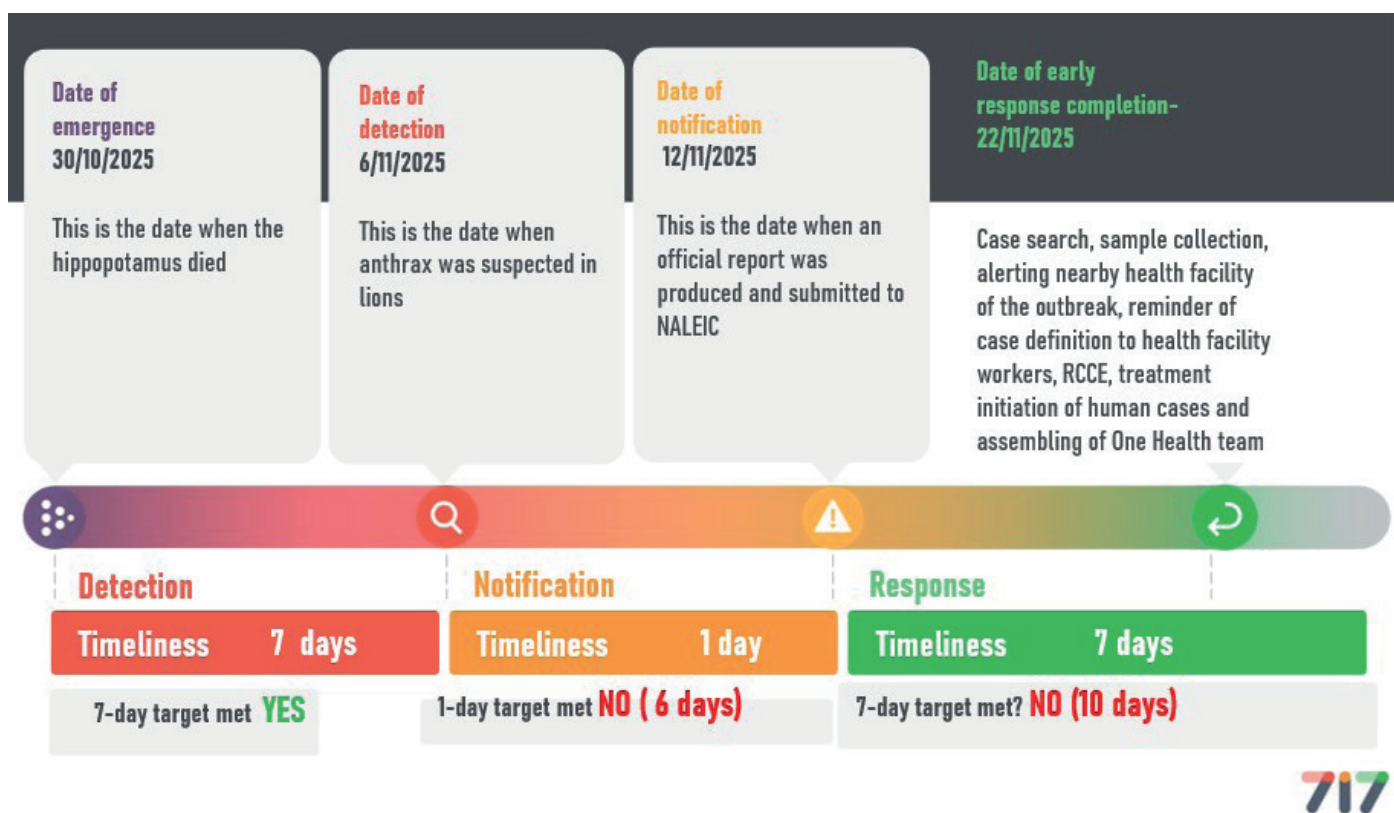 Date of
emergence
30/10/2025
This is the date when the
hippopotamus died
Date of
detection
6/11/2025
This is the date when
anthrax was suspected in
lions
Date of
notification
12/11/2025
This is the date when an
official report was
produced and submitted to
NALEIC
Date of early
response completion-
22/11/2025
Case search, sample collection,
alerting nearby health facility
of the outbreak, reminder of
case definition to health facility
workers, RCCE, treatment
initiation of human cases and
assembling of One Health team
Detection
Timeliness 7 days
7-day target met YES
Notification
Timeliness 1 day
1-day target met NO ( 6 days)
Response
Timeliness 7 days
7-day target met? NO (10 days)
717